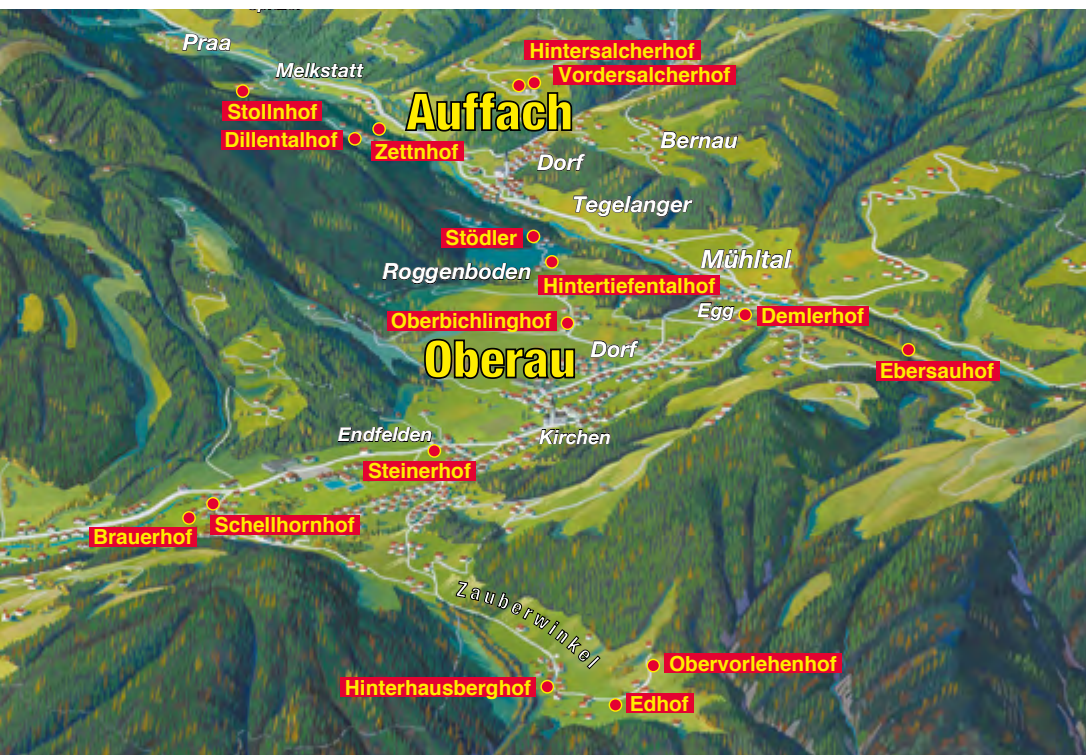 Praa
Melkstatt
Hintersalcherhof
Vordersalcherhof
Stollnhof
Auffach
Dillentalhof
Zettnhof
Bernau
Dorf
Tegelanger
Stödler
Mühltal
Roggenboden
Hintertiefentalhof
Egg
Demlerhof
Oberbichlinghof
Dorf
Oberau
Ebersauhof
Endfelden
Kirchen
Steinerhof
Schellhornhof
Brauerhof
Zauberwinkel
Obervorlehenhof
Hinterhausberghof
Edhof